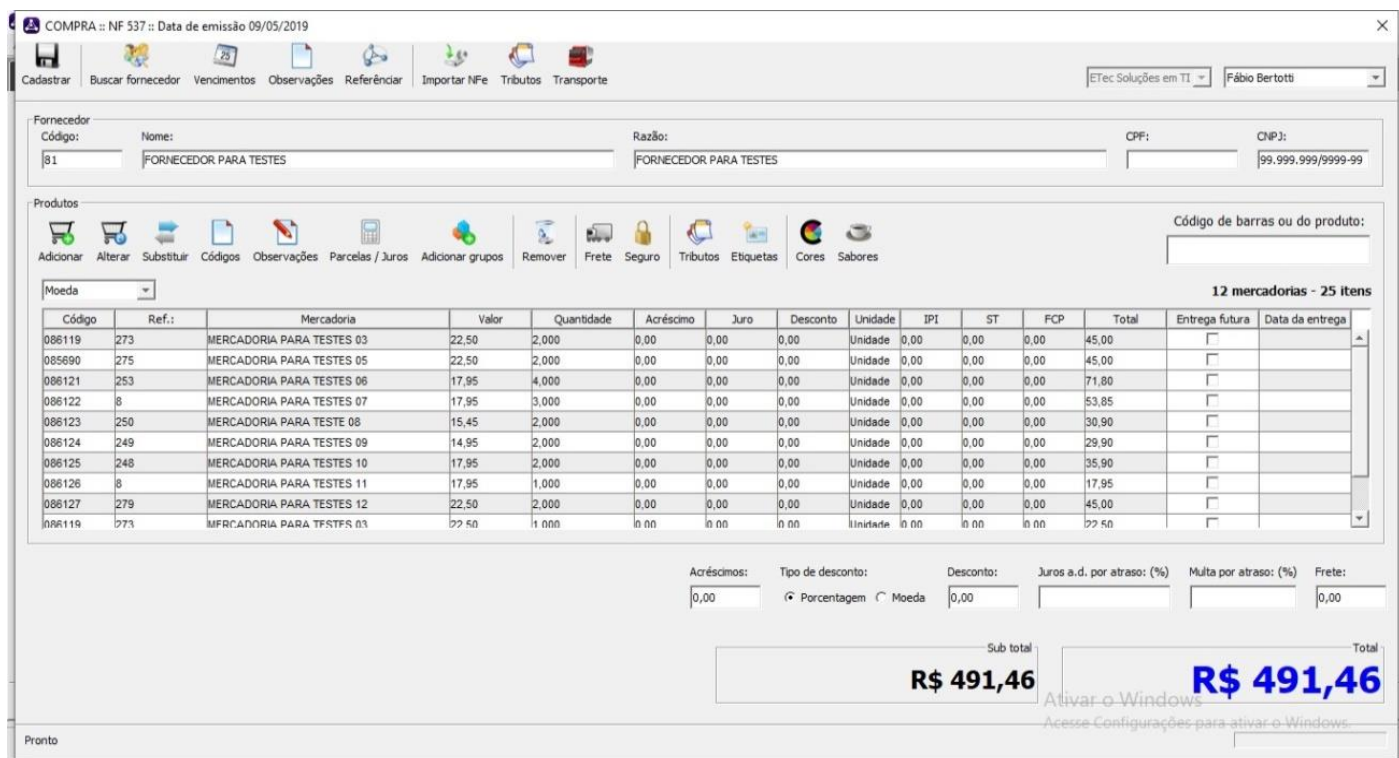 COMPRA :: NF 537 :: Data de emissão 09/05/2019
Cadastrar Buscar fornecedor Vencimentos Observações Referênciar Importar NFe Tributos Transporte
ETec Soluções em TI Fábio Bertotti
Fornecedor
Código: Nome: Razão: CPF: CNPJ:
81 FORNECEDOR PARA TESTES FORNECEDOR PARA TESTES 99.999.999/9999-99
Produtos
Código de barras ou do produto:
Adicionar Alterar Substituir Códigos Observações Parcelas / Juros Adicionar grupos Remover Frete Seguro Tributos Etiquetas Cores Sabores
Moeda 12 mercadorias - 25 itens
Código Ref.: Mercadoria Valor Quantidade Acréscimo Juro Desconto Unidade IPI ST FCP Total Entrega futura Data da entrega
086119 273 MERCADORIA PARA TESTES 03 22,50 2,000 0,00 0,00 0,00 Unidade 0,00 0,00 0,00 45,00
085690 275 MERCADORIA PARA TESTES 05 22,50 2,000 0,00 0,00 0,00 Unidade 0,00 0,00 0,00 45,00
086121 253 MERCADORIA PARA TESTES 06 17,95 4,000 0,00 0,00 0,00 Unidade 0,00 0,00 0,00 71,80
086122 8 MERCADORIA PARA TESTES 07 17,95 3,000 0,00 0,00 0,00 Unidade 0,00 0,00 0,00 53,85
086123 250 MERCADORIA PARA TESTE 08 15,45 2,000 0,00 0,00 0,00 Unidade 0,00 0,00 0,00 30,90
086124 249 MERCADORIA PARA TESTES 09 14,95 2,000 0,00 0,00 0,00 Unidade 0,00 0,00 0,00 29,90
086125 248 MERCADORIA PARA TESTES 10 17,95 2,000 0,00 0,00 0,00 Unidade 0,00 0,00 0,00 35,90
086126 8 MERCADORIA PARA TESTES 11 17,95 1,000 0,00 0,00 0,00 Unidade 0,00 0,00 0,00 17,95
086127 279 MERCADORIA PARA TESTES 12 22,50 2,000 0,00 0,00 0,00 Unidade 0,00 0,00 0,00 45,00
086119 273 MERCADORIA PARA TESTES 03 22,50 1,000 0,00 0,00 0,00 Unidade 0,00 0,00 0,00 22,50
Acréscimos: Tipo de desconto: Desconto: Juros a.d. por atraso: (%) Multa por atraso: (%) Frete:
0,00 Porcentagem Moeda 0,00 0,00
Sub total Total
R$ 491,46 R$ 491,46
Ativar o Windows
Acesse Configurações para ativar o Windows.
Pronto